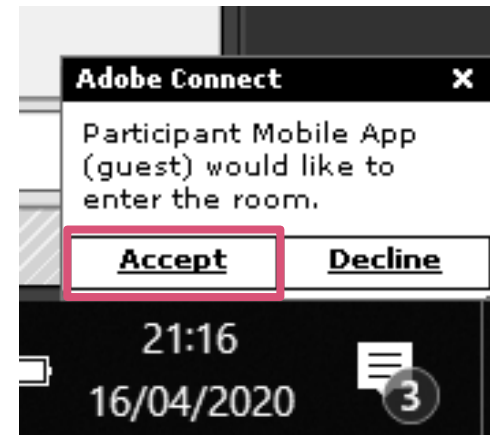 Adobe Connect x
Participant Mobile App
(guest) would like to
enter the room.
Accept Decline
21:16
16/04/2020 3